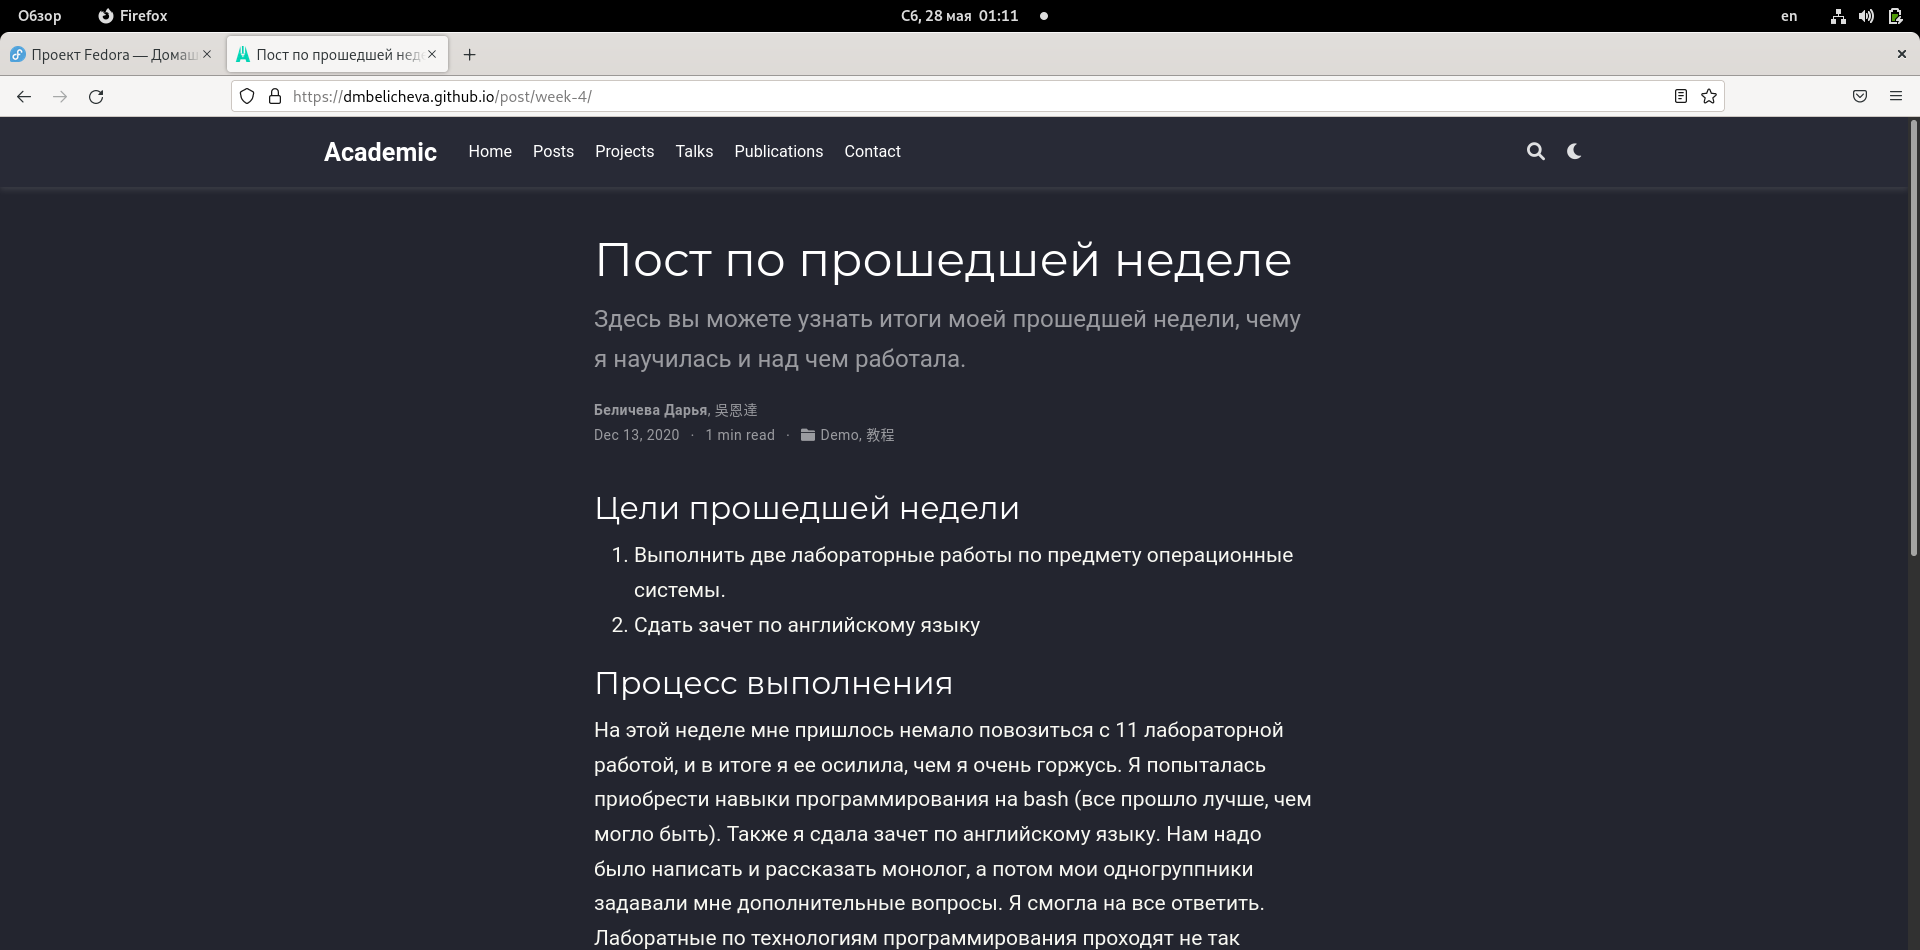 Обзор Firefox Сб, 28 мая 01:11 en
Проект Fedora — Домаш Пост по прошедшей неде
https://dmbelicheva.github.io/post/week-4/
Academic Home Posts Projects Talks Publications Contact
Пост по прошедшей неделе
Здесь вы можете узнать итоги моей прошедшей недели, чему
я научилась и над чем работала.
Беличева Дарья, 吳恩達
Dec 13, 2020 · 1 min read · Demo, 教程
Цели прошедшей недели
1. Выполнить две лабораторные работы по предмету операционные
системы.
2. Сдать зачет по английскому языку
Процесс выполнения
На этой неделе мне пришлось немало повозиться с 11 лабораторной
работой, и в итоге я ее осилила, чем я очень горжусь. Я попыталась
приобрести навыки программирования на bash (все прошло лучше, чем
могло быть). Также я сдала зачет по английскому языку. Нам надо
было написать и рассказать монолог, а потом мои одногруппники
задавали мне дополнительные вопросы. Я смогла на все ответить.
Лаборатные по технологиям программирования проходят не так